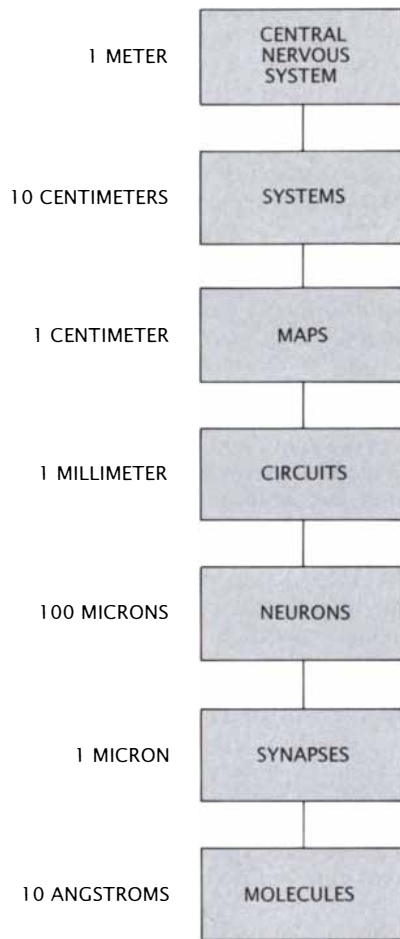 1 METER
CENTRAL
NERVOUS
SYSTEM
10 CENTIMETERS
SYSTEMS
1 CENTIMETER
MAPS
1 MILLIMETER
CIRCUITS
100 MICRONS
NEURONS
1 MICRON
SYNAPSES
10 ANGSTROMS
MOLECULES